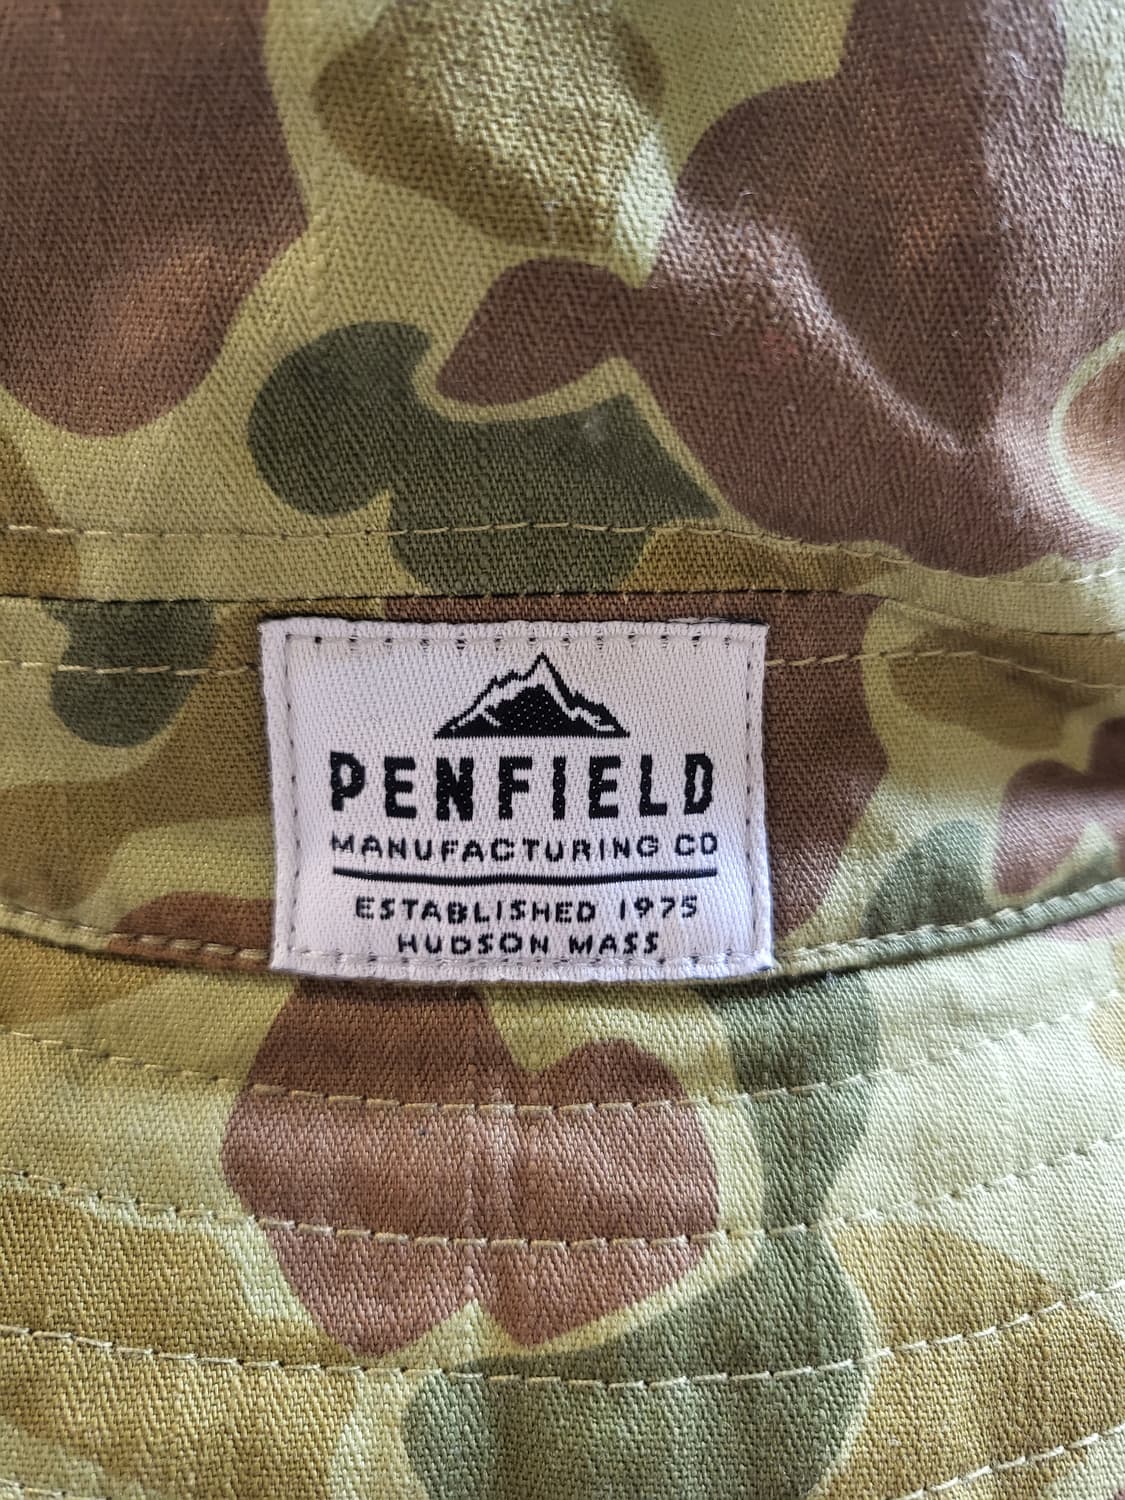 PENFIELD
MANUFACTURING CO
ESTABLISHED 1975
HUDSON MASS